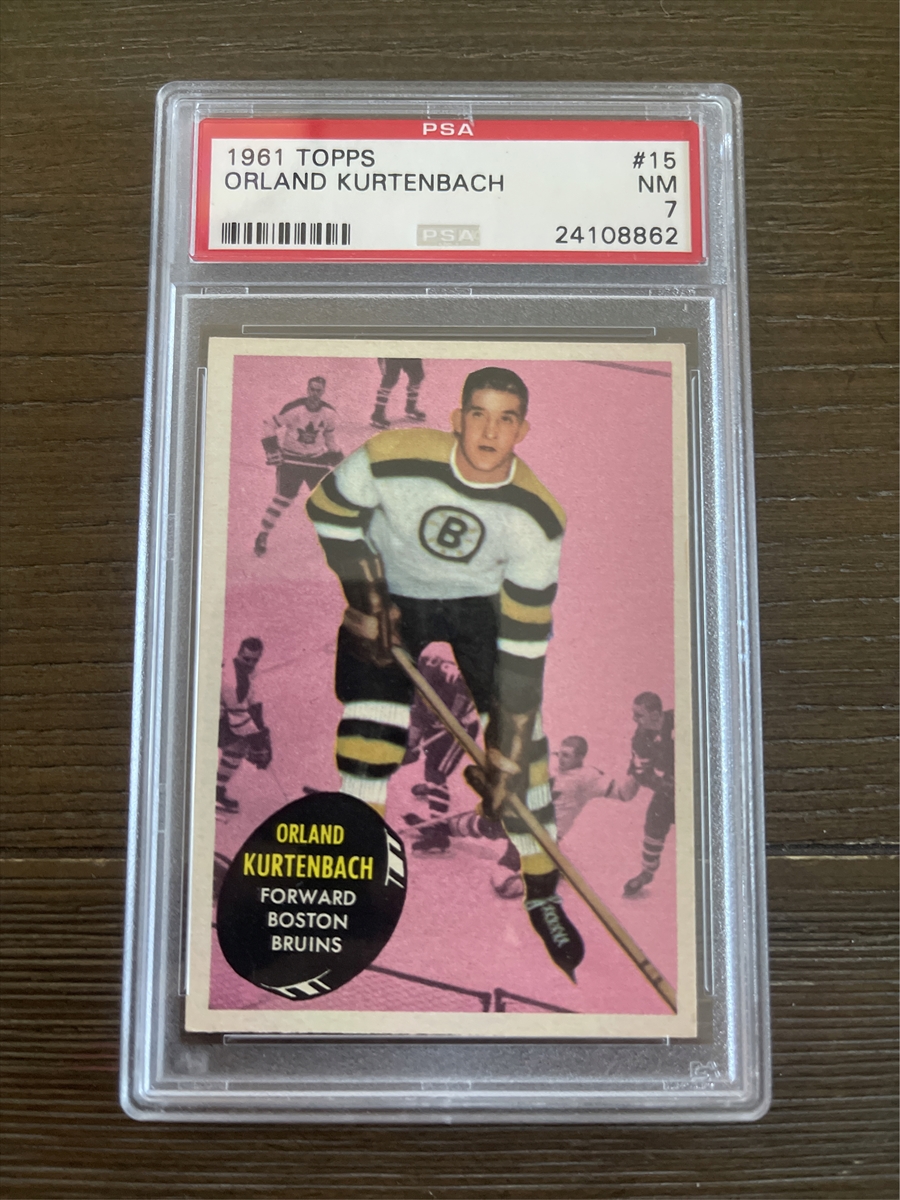 PSA
1961 TOPPS #15
ORLAND KURTENBACH NM
7
PSA 24108862
B
ORLAND
KURTENBACH
FORWARD
BOSTON
BRUINS